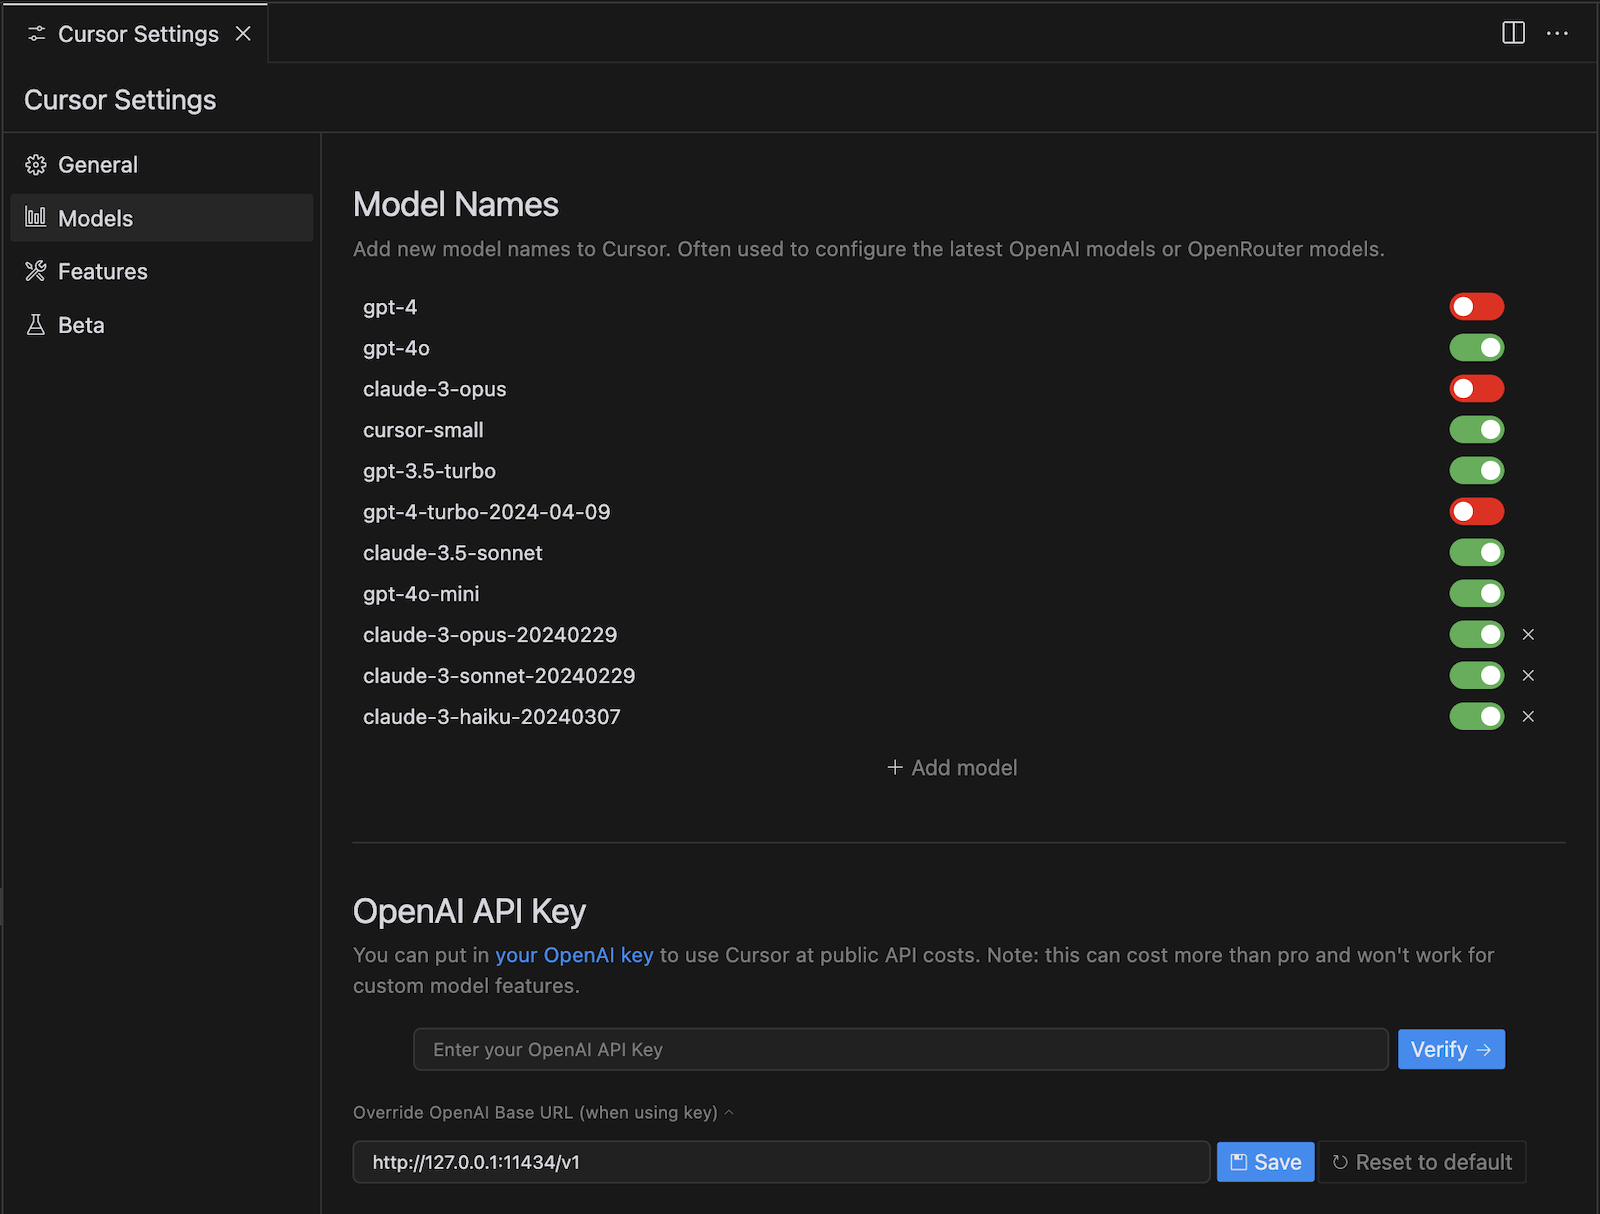 Cursor Settings
Cursor Settings
General
Models
Features
Beta
Model Names
Add new model names to Cursor. Often used to configure the latest OpenAI models or OpenRouter models.
gpt-4
gpt-4o
claude-3-opus
cursor-small
gpt-3.5-turbo
gpt-4-turbo-2024-04-09
claude-3.5-sonnet
gpt-4o-mini
claude-3-opus-20240229
claude-3-sonnet-20240229
claude-3-haiku-20240307
+ Add model
OpenAI API Key
You can put in your OpenAI key to use Cursor at public API costs. Note: this can cost more than pro and won't work for
custom model features.
Enter your OpenAI API Key
Verify →
Override OpenAI Base URL (when using key)
http://127.0.0.1:11434/v1
Save
Reset to default